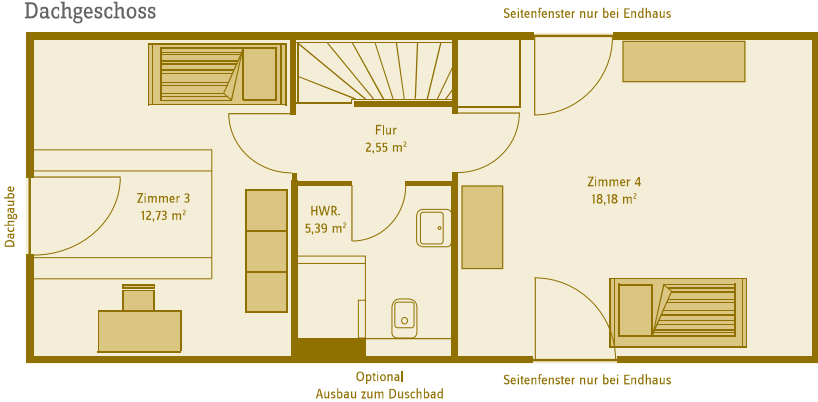 Dachgeschoss
Seitenfenster nur bei Endhaus
Flur
2,55 m²
Dachgaube
Zimmer 3
12,73 m²
HWR.
5,39 m²
Zimmer 4
18,18 m²
Optional
Ausbau zum Duschbad
Seitenfenster nur bei Endhaus